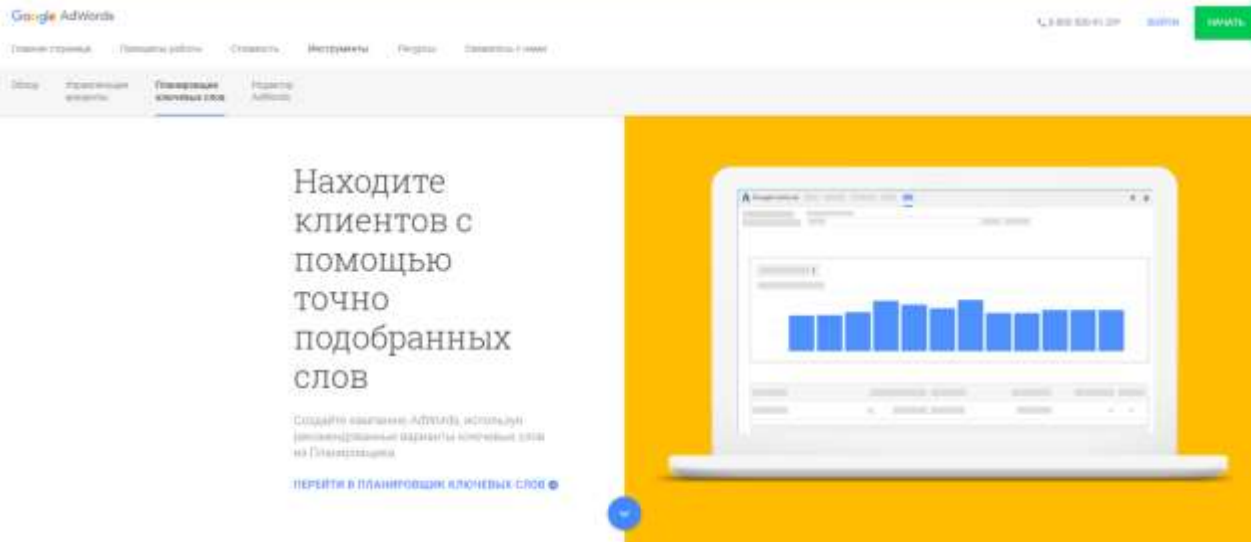 Google AdWords
ВОЙТИ НАЧАТЬ
Главная страница Принципы работы Стоимость Инструменты Ресурсы Свяжитесь с нами
Обзор Управляющие Планировщик Редактор
аккаунты ключевых слов AdWords
Находите
клиентов с
помощью
точно
подобранных
слов
Создайте кампанию AdWords, используя
рекомендованные варианты ключевых слов
из Планировщика.
ПЕРЕЙТИ В ПЛАНИРОВЩИК КЛЮЧЕВЫХ СЛОВ